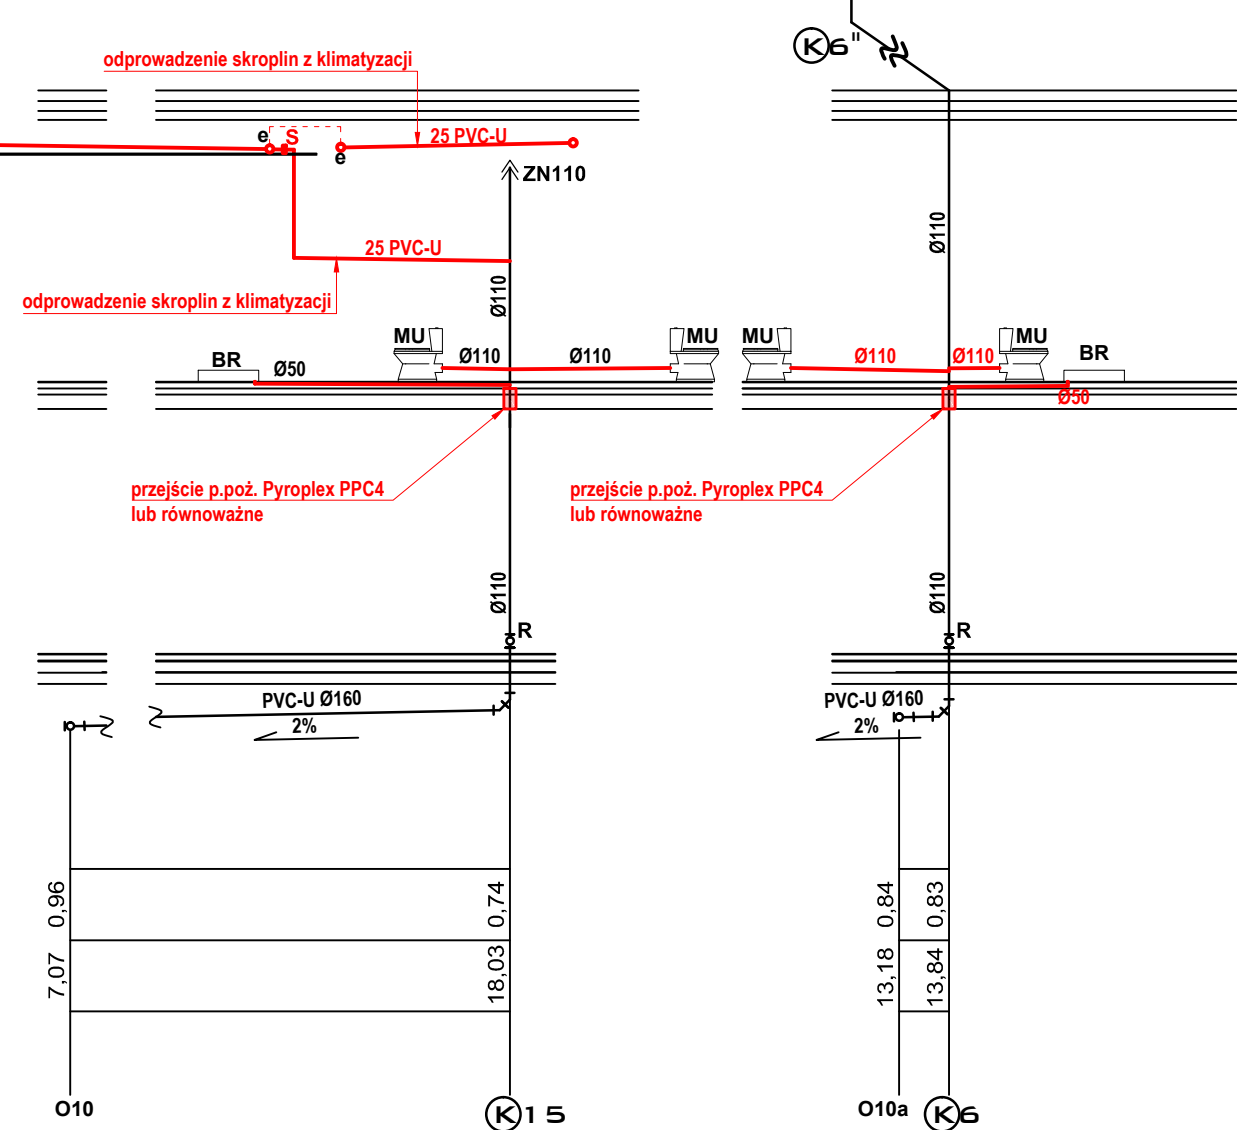 K6"
odprowadzenie skroplin z klimatyzacji
e S
e
25 PVC-U
ZN110
Ø110
25 PVC-U
odprowadzenie skroplin z klimatyzacji
Ø110
MU
MU
MU
MU
BR
Ø50
Ø110
Ø110
Ø110
Ø110
BR
Ø50
przejście p.poż. Pyroplex PPC4
lub równoważne
przejście p.poż. Pyroplex PPC4
lub równoważne
Ø110
Ø110
R
R
PVC-U Ø160
2%
PVC-U Ø160
2%
0,96
0,74
0,84
0,83
7,07
18,03
13,18
13,84
O10
K15
O10a
K6